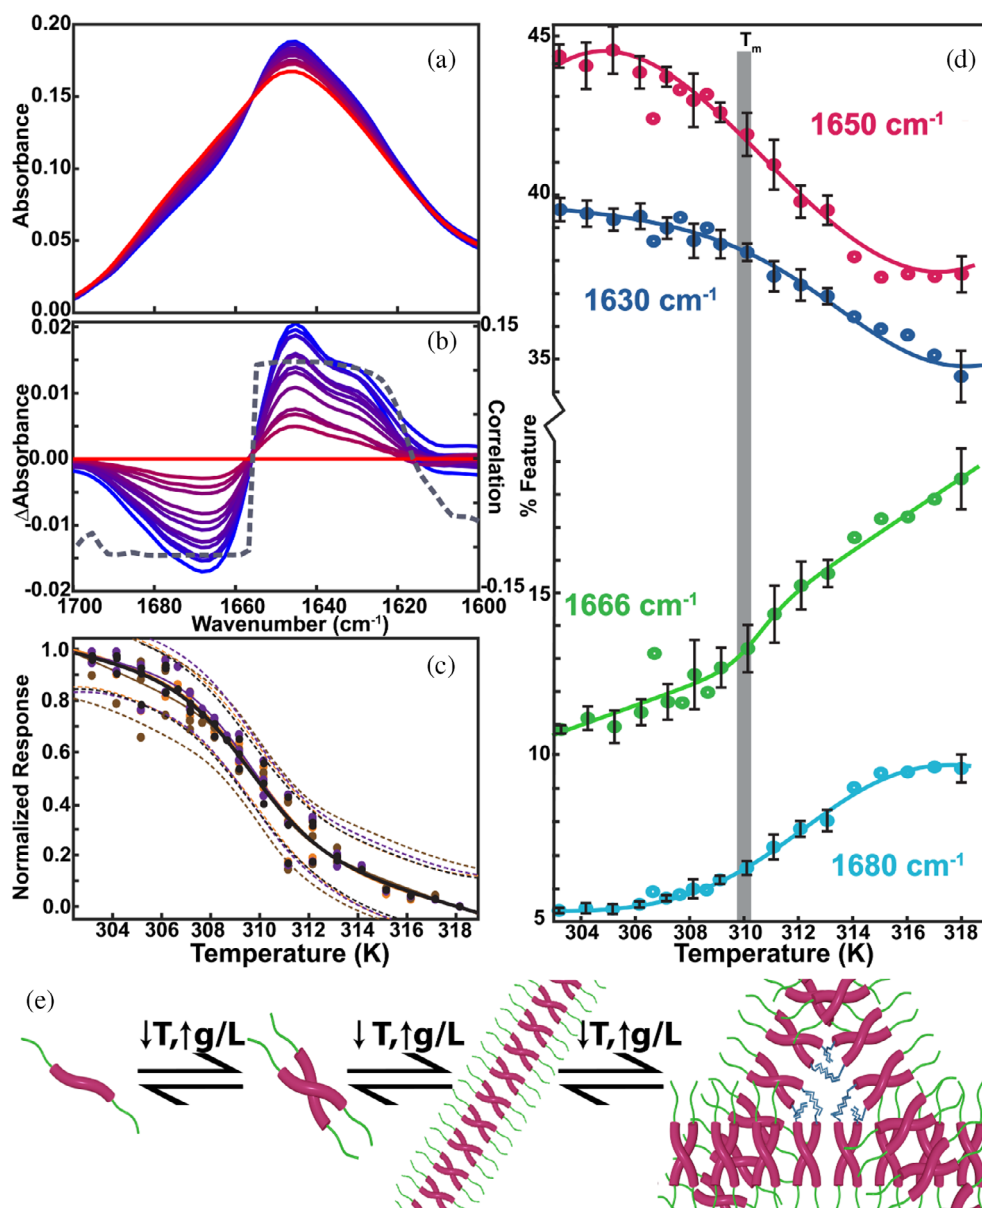 0.20
0.15
0.10
0.05
0.00
Absorbance
(a)
0.02
0.01
0.00
-0.01
-0.02
ΔAbsorbance
(b)
0.15
-0.15
Correlation
1700
1660
1640
1620
1600
Wavenumber (cm-1)
1.0
0.8
0.6
0.4
0.2
0.0
Normalized Response
(c)
304 306 308 310 312 314 316 318
Temperature (K)
45
40
35
15
10
5
% Feature
Tm
(d)
1650 cm-1
1630 cm-1
1666 cm-1
1680 cm-1
304 306 308 310 312 314 316 318
Temperature (K)
(e)
↓T,↑g/L
↓T,↑g/L
↓T,↑g/L